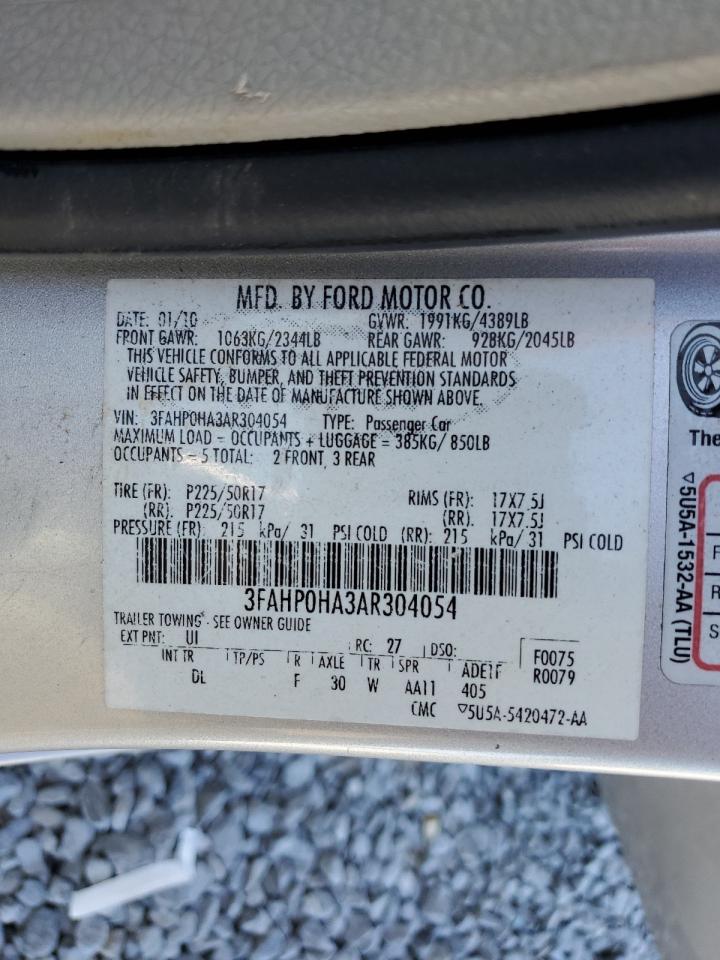 MFD. BY FORD MOTOR CO.
DATE: 01/10 GVWR: 1991KG/4389LB
FRONT GAWR: 1063KG/2344LB REAR GAWR: 928KG/2045LB
THIS VEHICLE CONFORMS TO ALL APPLICABLE FEDERAL MOTOR
VEHICLE SAFETY, BUMPER, AND THEFT PREVENTION STANDARDS
IN EFFECT ON THE DATE OF MANUFACTURE SHOWN ABOVE.
VIN: 3FAHP0HA3AR304054 TYPE: Passenger Car
MAXIMUM LOAD = OCCUPANTS + LUGGAGE = 385KG/ 850LB
OCCUPANTS = 5 TOTAL: 2 FRONT, 3 REAR
TIRE (FR): P225/50R17 RIMS (FR): 17X7.5J
(RR): P225/50R17 (RR): 17X7.5J
PRESSURE (FR): 215 kPa/ 31 PSI COLD (RR): 215 kPa/ 31 PSI COLD
3FAHP0HA3AR304054
TRAILER TOWING - SEE OWNER GUIDE
EXT PNT: UI RC: 27 DSO: F0075
INT TR TP/PS R AXLE TR SPR ADETF R0079
DL F 30 W AA11 405
CMC ▽5U5A-5420472-AA
The
▽5U5A-1532-AA (TLU)
F
R
S